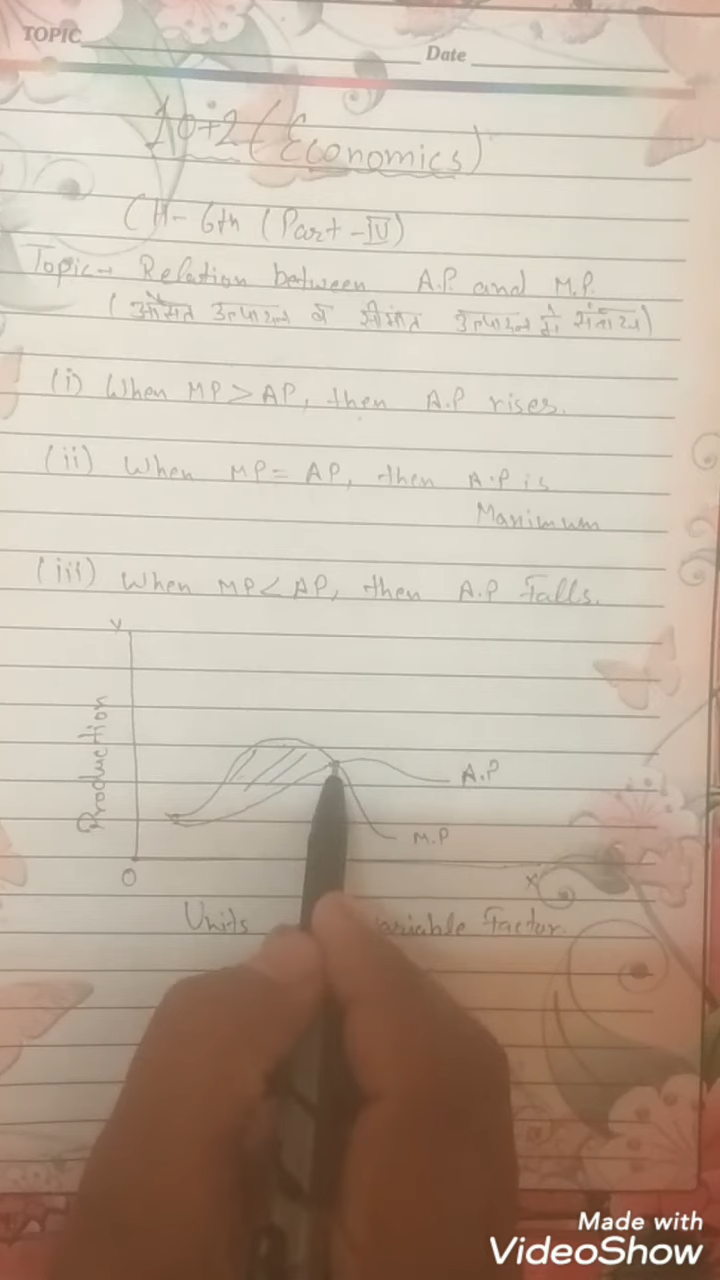 TOPIC
Date
10+2 (Economics)
CH- 6th (Part-IV)
Topic→ Relation between A.P. and M.P.
(औसत उत्पादन व सीमांत उत्पादन में संबंध)
(i) When MP > AP, then A.P rises.
(ii) When MP = AP, then A.P is
Maximum
(iii) When MP < AP, then A.P Falls.
Y
Production
A.P
M.P
O
X
Units variable Factor.
Made with
VideoShow